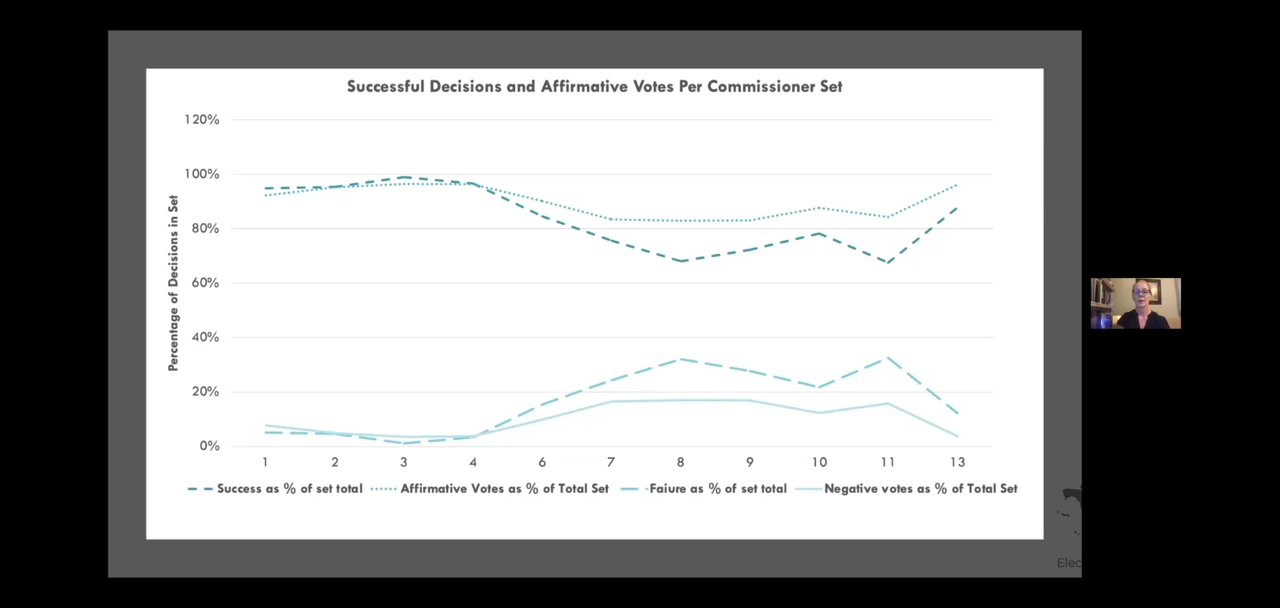 Successful Decisions and Affirmative Votes Per Commissioner Set
120%
100%
80%
60%
40%
20%
0%
Percentage of Decisions in Set
1 2 3 4 6 7 8 9 10 11 13
Success as % of set total Affirmative Votes as % of Total Set Faiure as % of set total Negative votes as % of Total Set
Elec